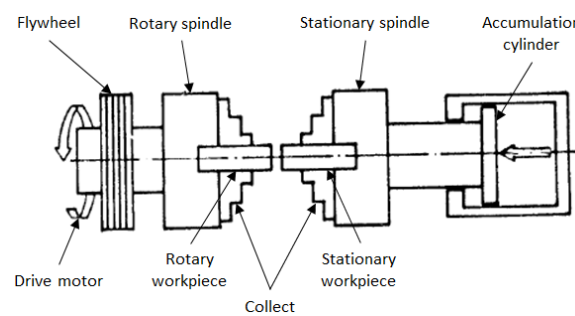 Flywheel
Rotary spindle
Stationary spindle
Accumulation
cylinder
Rotary
workpiece
Stationary
workpiece
Drive motor
Collect